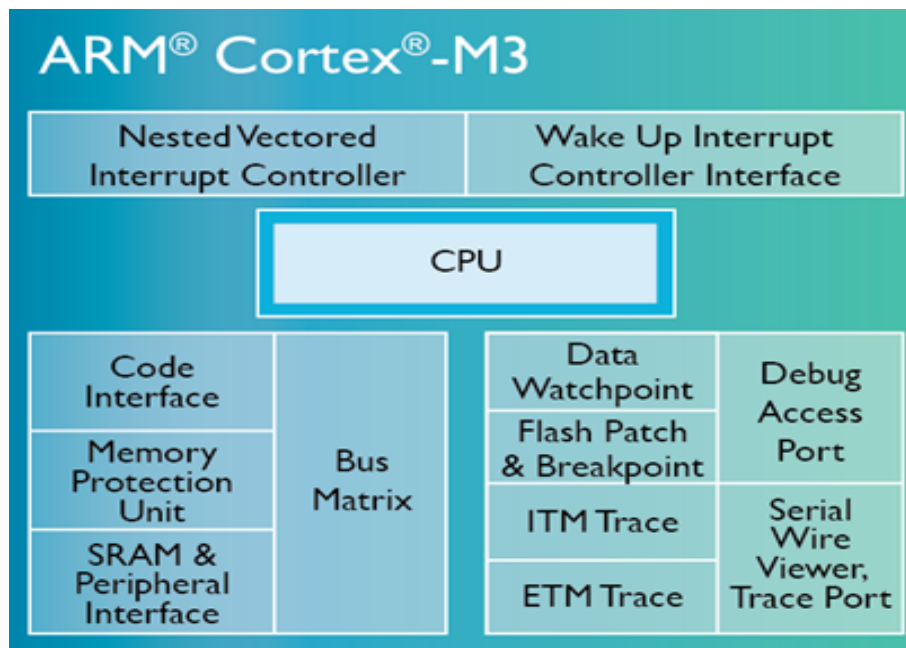 ARM® Cortex®-M3
Nested Vectored
Interrupt Controller
Wake Up Interrupt
Controller Interface
CPU
Code
Interface
Memory
Protection
Unit
SRAM &
Peripheral
Interface
Bus
Matrix
Data
Watchpoint
Flash Patch
& Breakpoint
ITM Trace
ETM Trace
Debug
Access
Port
Serial
Wire
Viewer,
Trace Port